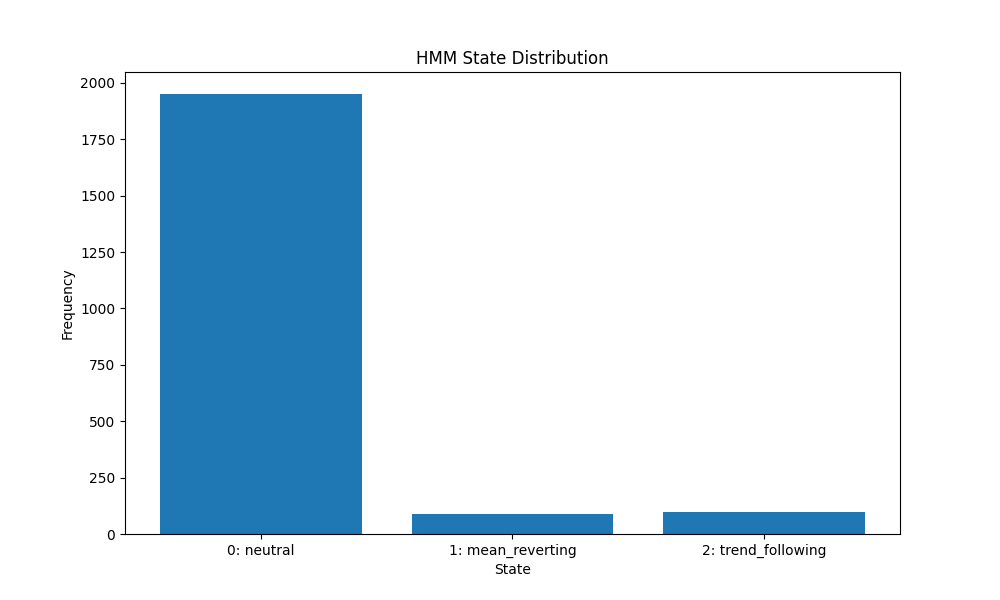 HMM State Distribution
2000
1750
1500
1250
1000
750
500
250
0
Frequency
0: neutral
1: mean_reverting
2: trend_following
State